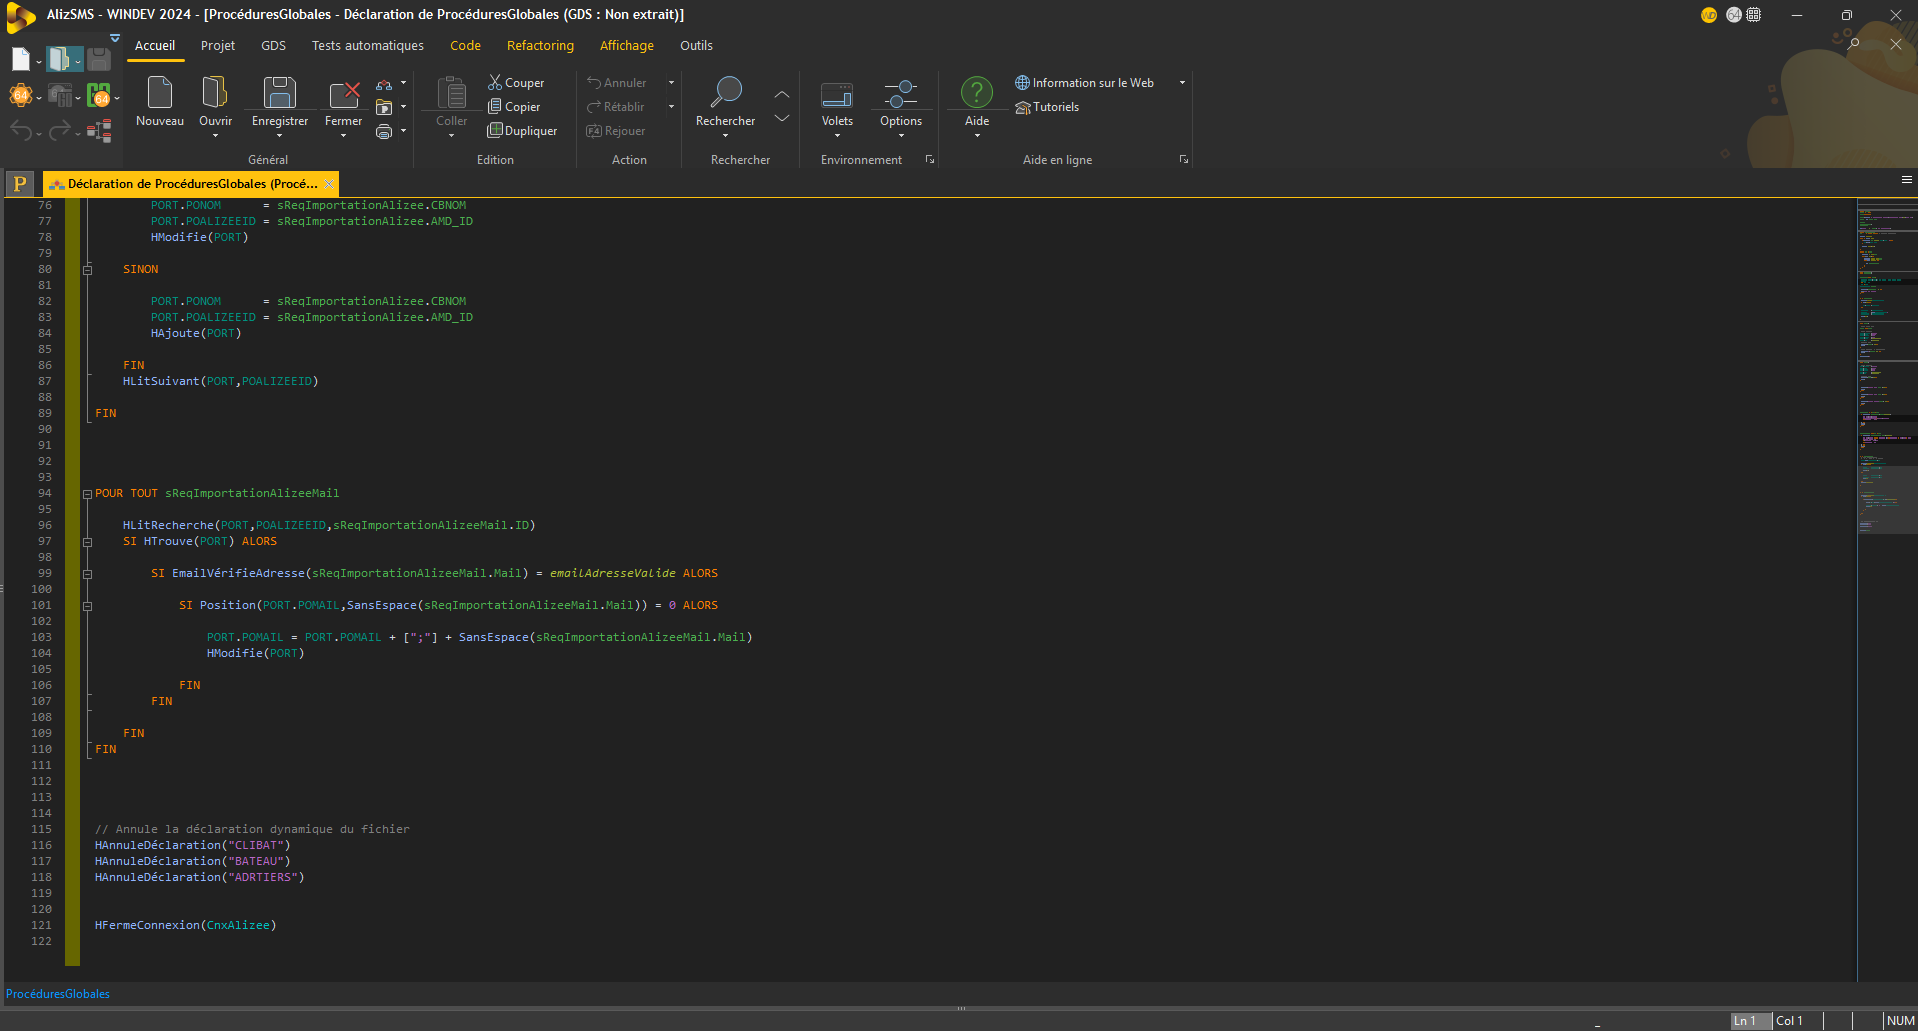 AlizSMS - WINDEV 2024 - [ProcéduresGlobales - Déclaration de ProcéduresGlobales (GDS : Non extrait)]
WD 64
Accueil Projet GDS Tests automatiques Code Refactoring Affichage Outils
64 64
Nouveau Ouvrir Enregistrer Fermer
Général
Coller
Couper
Copier
Dupliquer
Edition
Annuler
Rétablir
F4 Rejouer
Action
Rechercher
Rechercher
Volets Options
Environnement
Aide
Information sur le Web
Tutoriels
Aide en ligne
P Déclaration de ProcéduresGlobales (Procé...
76 PORT.PONOM = sReqImportationAlizee.CBNOM
77 PORT.POALIZEEID = sReqImportationAlizee.AMD_ID
78 HModifie(PORT)
79
80 SINON
81
82 PORT.PONOM = sReqImportationAlizee.CBNOM
83 PORT.POALIZEEID = sReqImportationAlizee.AMD_ID
84 HAjoute(PORT)
85
86 FIN
87 HLitSuivant(PORT,POALIZEEID)
88
89 FIN
90
91
92
93
94 POUR TOUT sReqImportationAlizeeMail
95
96 HLitRecherche(PORT,POALIZEEID,sReqImportationAlizeeMail.ID)
97 SI HTrouve(PORT) ALORS
98
99 SI EmailVérifieAdresse(sReqImportationAlizeeMail.Mail) = emailAdresseValide ALORS
100
101 SI Position(PORT.POMAIL,SansEspace(sReqImportationAlizeeMail.Mail)) = 0 ALORS
102
103 PORT.POMAIL = PORT.POMAIL + [";"] + SansEspace(sReqImportationAlizeeMail.Mail)
104 HModifie(PORT)
105
106 FIN
107 FIN
108
109 FIN
110 FIN
111
112
113
114
115 // Annule la déclaration dynamique du fichier
116 HAnnuleDéclaration("CLIBAT")
117 HAnnuleDéclaration("BATEAU")
118 HAnnuleDéclaration("ADRTIERS")
119
120
121 HFermeConnexion(CnxAlizee)
122
ProcéduresGlobales
Ln 1 Col 1 NUM